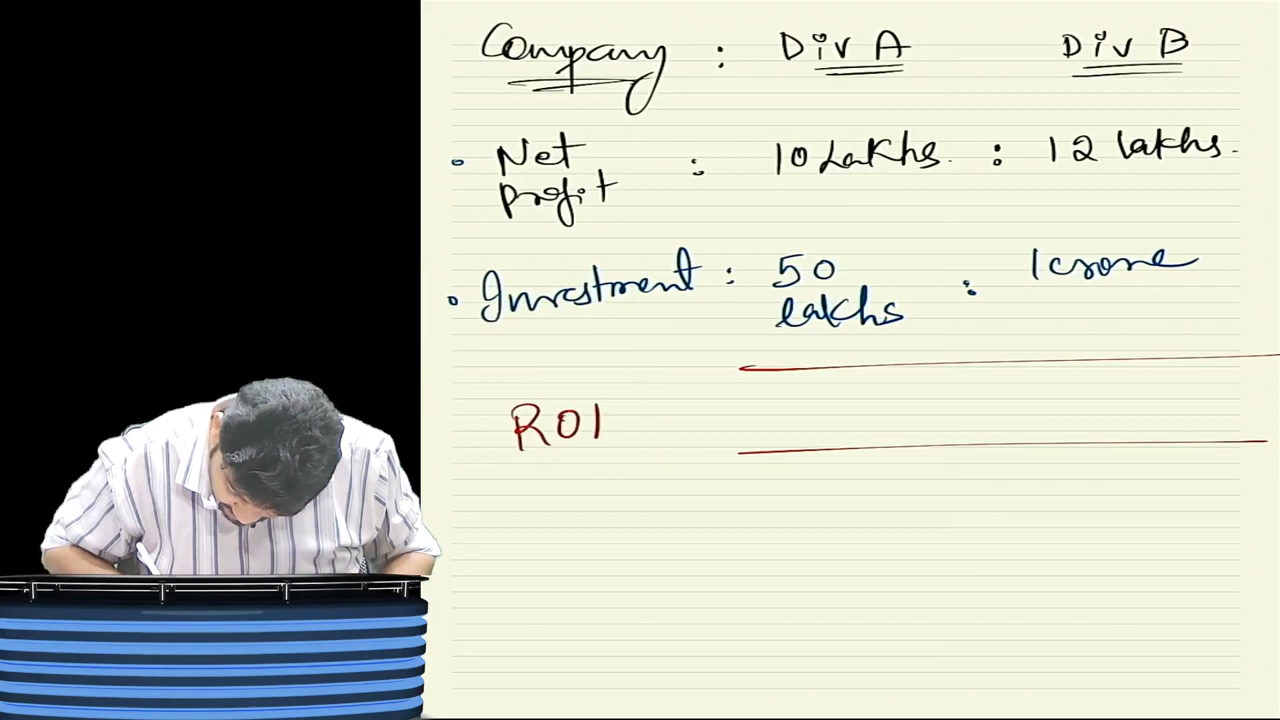 Company : Div A Div B
• Net Profit : 10 Lakhs. : 12 lakhs.
• Investment : 50 lakhs : 1 crore
ROI